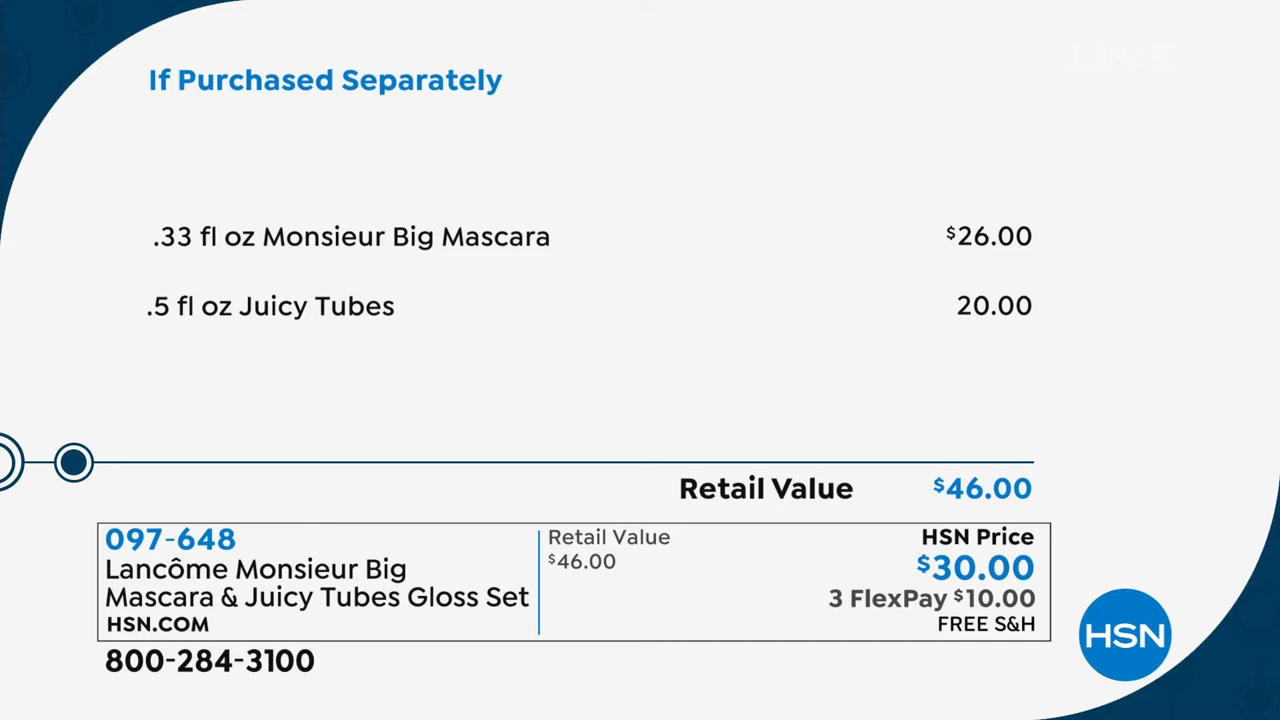 If Purchased Separately
.33 fl oz Monsieur Big Mascara $26.00
.5 fl oz Juicy Tubes 20.00
Retail Value $46.00
097-648
Lancôme Monsieur Big
Mascara & Juicy Tubes Gloss Set
HSN.COM
Retail Value
$46.00
HSN Price
$30.00
3 FlexPay $10.00
FREE S&H
800-284-3100
HSN